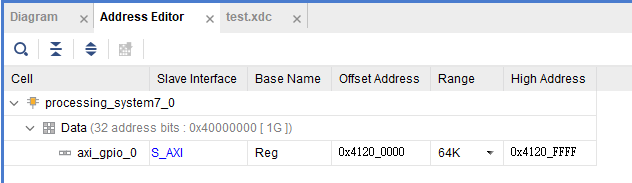 Diagram × Address Editor × test.xdc ×
Cell Slave Interface Base Name Offset Address Range High Address
processing_system7_0
Data (32 address bits : 0x40000000 [ 1G ])
axi_gpio_0 S_AXI Reg 0x4120_0000 64K 0x4120_FFFF